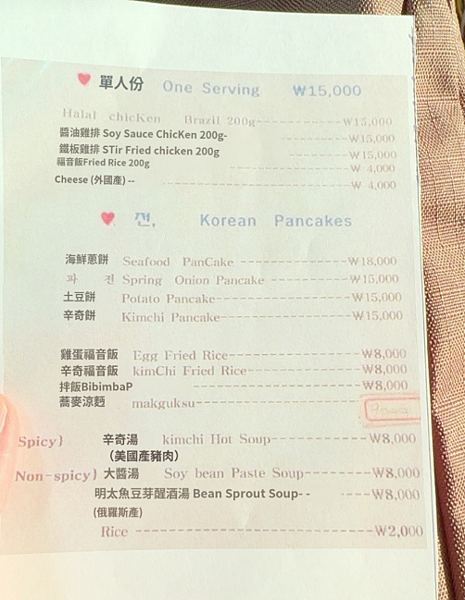 ♥ 單人份 One Serving ₩15,000
Halal chicKen Brazil 200g------------₩15,000
醬油雞排 Soy Sauce ChicKen 200g- ------------₩15,000
鐵板雞排 STir Fried chicken 200g ------------₩15,000
福音飯Fried Rice 200g ------------₩ 4,000
Cheese (外國產) -- ------------₩ 4,000
♥ 전, Korean Pancakes
海鮮蔥餅 Seafood PanCake ------------₩18,000
파 전 Spring Onion Pancake ------------₩15,000
土豆餅 Potato Pancake------------₩15,000
辛奇餅 Kimchi Pancake------------₩15,000
雞蛋福音飯 Egg Fried Rice------------₩8,000
辛奇福音飯 kimChi Fried Rice------------₩8,000
拌飯BibimbaP ------------₩8,000
蕎麥涼麵 makguksu------------
Spicy} 辛奇湯 kimchi Hot Soup------------₩8,000
(美國產豬肉)
Non-spicy} 大醬湯 Soy bean Paste Soup------------₩8,000
明太魚豆芽醒酒湯 Bean Sprout Soup- - ----₩8,000
(俄羅斯產)
Rice ------------₩2,000